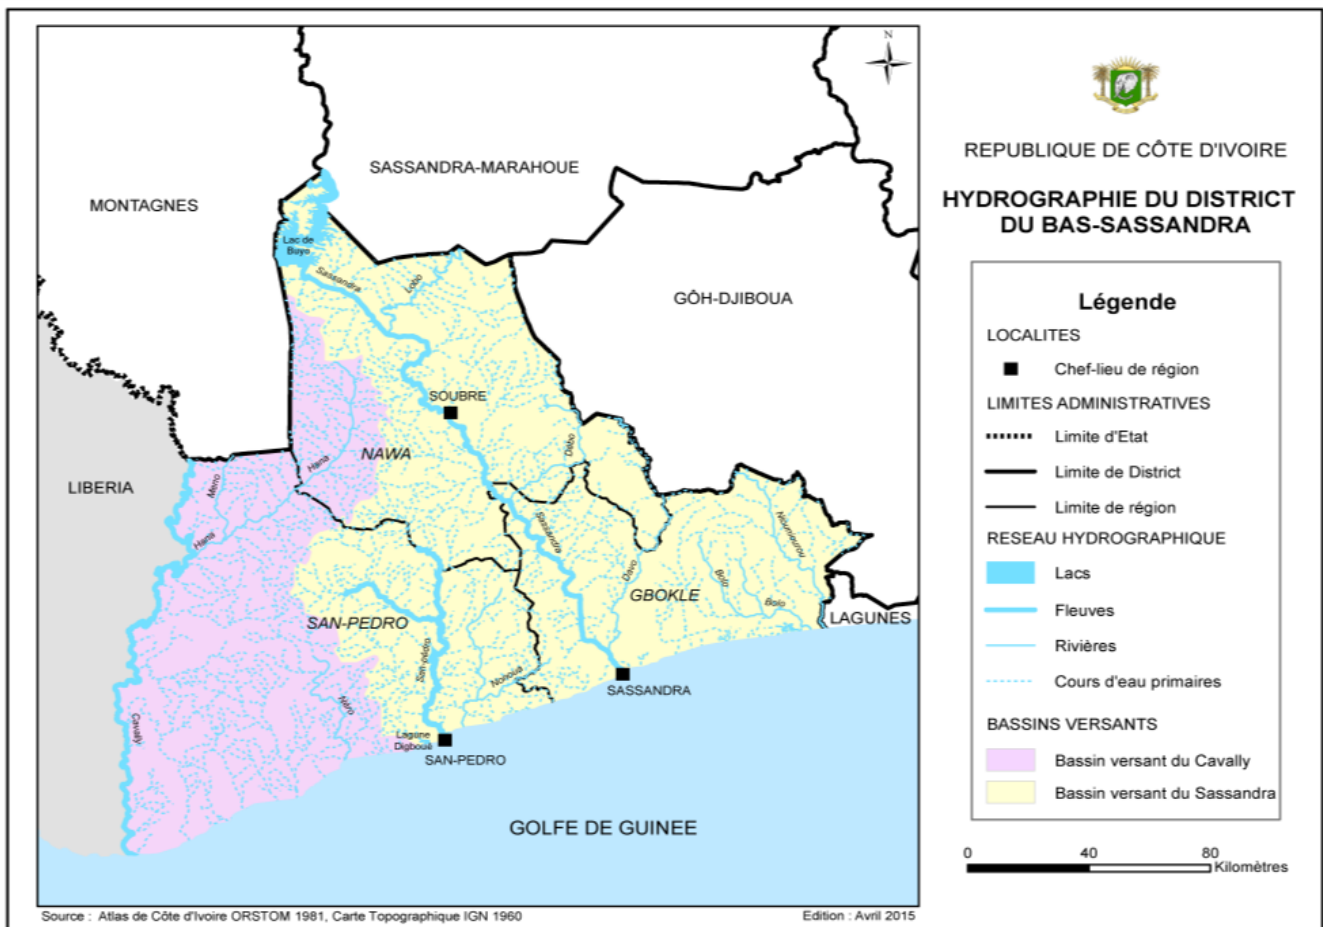 N
REPUBLIQUE DE CÔTE D'IVOIRE
HYDROGRAPHIE DU DISTRICT
DU BAS-SASSANDRA
SASSANDRA-MARAHOUE
MONTAGNES
Lac de
Buyo
Sassandra
Lobo
GÔH-DJIBOUA
SOUBRE
NAWA
LIBERIA
Meno
Hana
Hana
Débo
Sassandra
Davo
Niouniourou
Bolo
Bolo
GBOKLE
LAGUNES
SAN-PEDRO
San-pédro
Nonoua
Néro
Cavally
SASSANDRA
Lagune
Digboué
SAN-PEDRO
GOLFE DE GUINEE
Légende
LOCALITES
Chef-lieu de région
LIMITES ADMINISTRATIVES
Limite d'Etat
Limite de District
Limite de région
RESEAU HYDROGRAPHIQUE
Lacs
Fleuves
Rivières
Cours d'eau primaires
BASSINS VERSANTS
Bassin versant du Cavally
Bassin versant du Sassandra
0 40 80
Kilomètres
Source : Atlas de Côte d'Ivoire ORSTOM 1981, Carte Topographique IGN 1960
Edition : Avril 2015